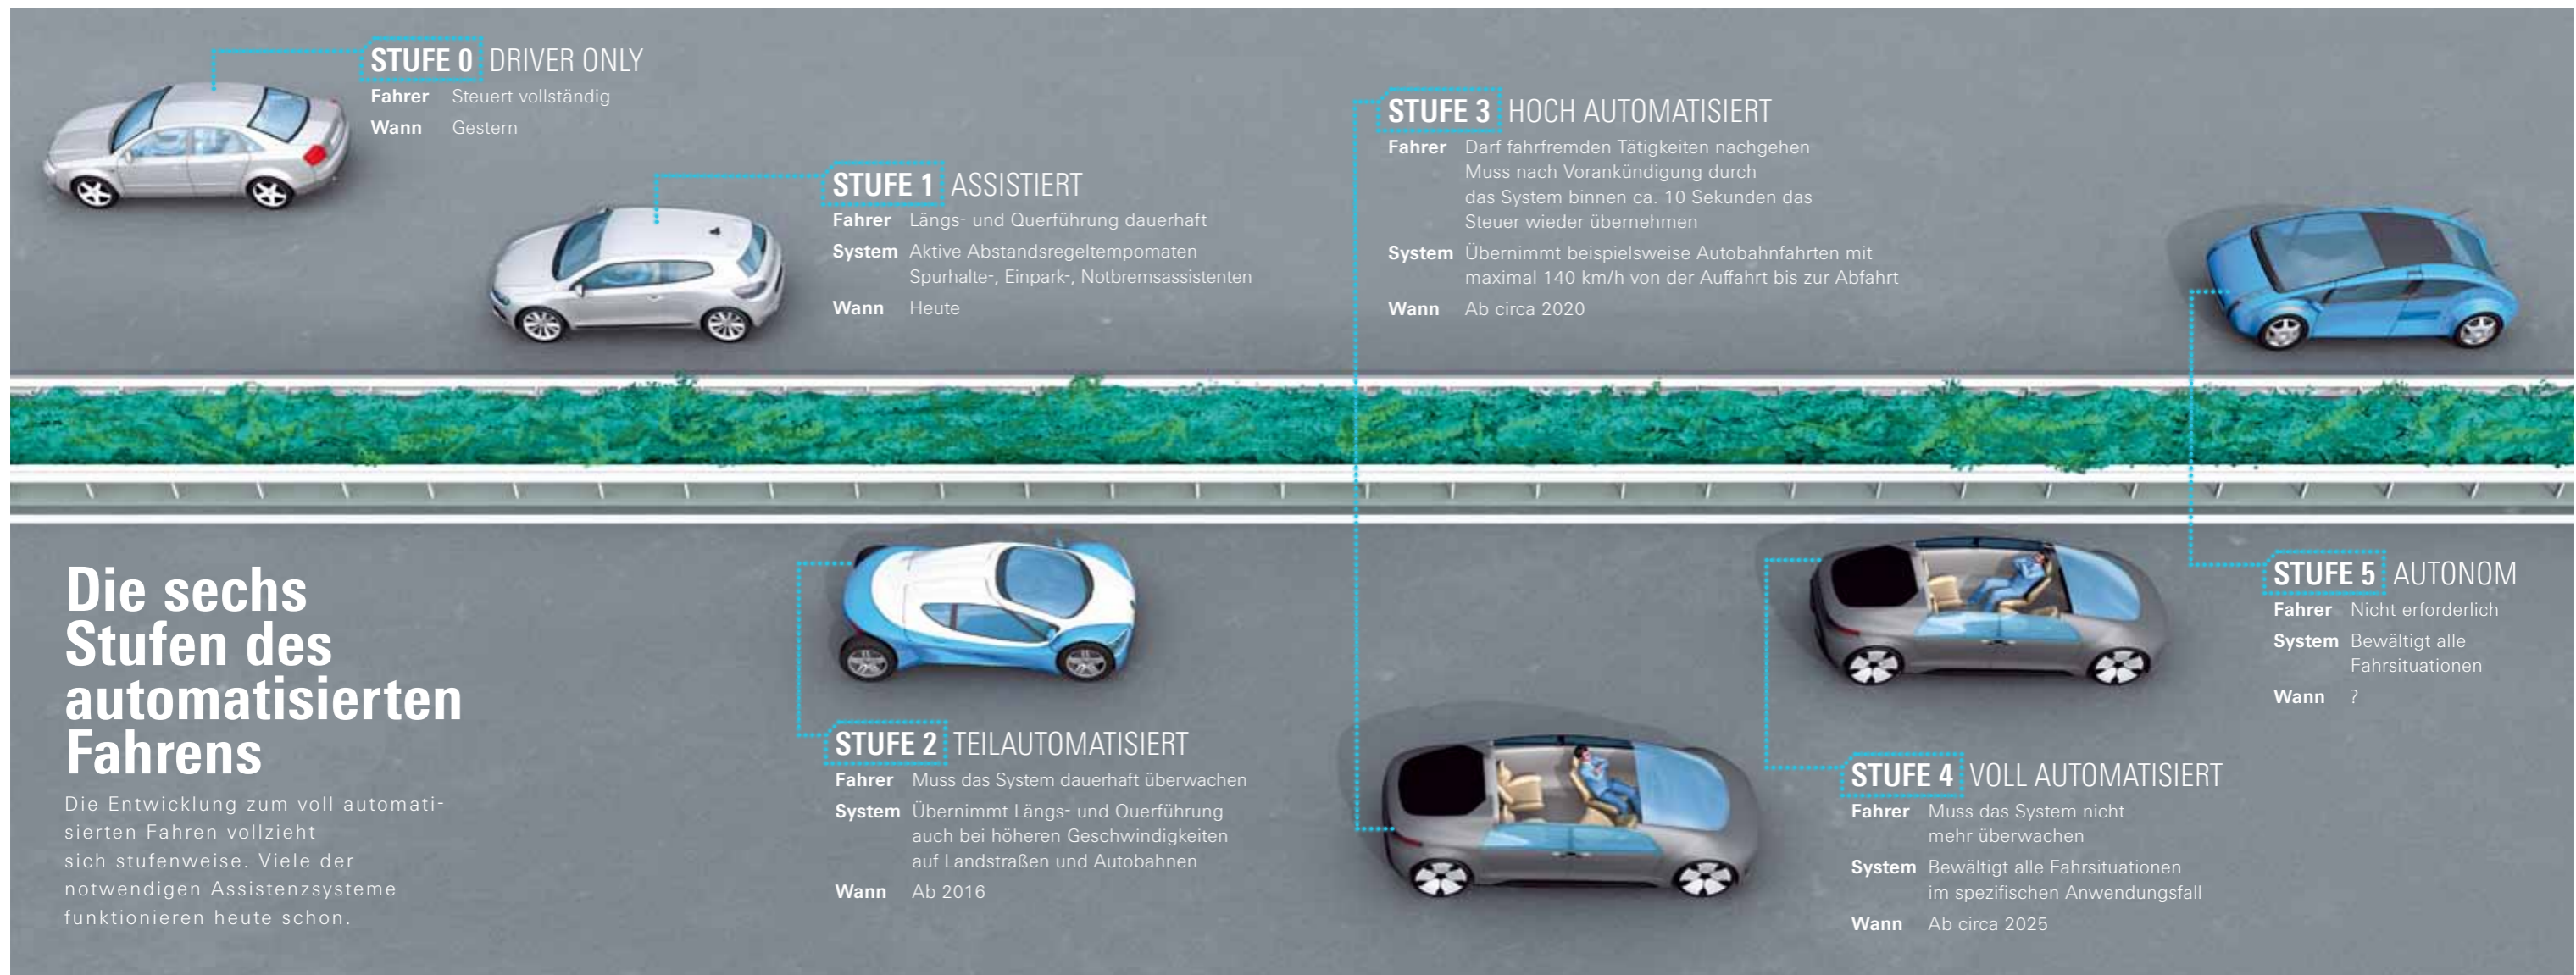 STUFE 0 DRIVER ONLY
Fahrer Steuert vollständig
Wann Gestern
STUFE 1 ASSISTIERT
Fahrer Längs- und Querführung dauerhaft
System Aktive Abstandsregeltempomaten
Spurhalte-, Einpark-, Notbremsassistenten
Wann Heute
STUFE 3 HOCH AUTOMATISIERT
Fahrer Darf fahrfremden Tätigkeiten nachgehen
Muss nach Vorankündigung durch
das System binnen ca. 10 Sekunden das
Steuer wieder übernehmen
System Übernimmt beispielsweise Autobahnfahrten mit
maximal 140 km/h von der Auffahrt bis zur Abfahrt
Wann Ab circa 2020
Die sechs
Stufen des
automatisierten
Fahrens
Die Entwicklung zum voll automati-
sierten Fahren vollzieht
sich stufenweise. Viele der
notwendigen Assistenzsysteme
funktionieren heute schon.
STUFE 2 TEILAUTOMATISIERT
Fahrer Muss das System dauerhaft überwachen
System Übernimmt Längs- und Querführung
auch bei höheren Geschwindigkeiten
auf Landstraßen und Autobahnen
Wann Ab 2016
STUFE 4 VOLL AUTOMATISIERT
Fahrer Muss das System nicht
mehr überwachen
System Bewältigt alle Fahrsituationen
im spezifischen Anwendungsfall
Wann Ab circa 2025
STUFE 5 AUTONOM
Fahrer Nicht erforderlich
System Bewältigt alle
Fahrsituationen
Wann ?